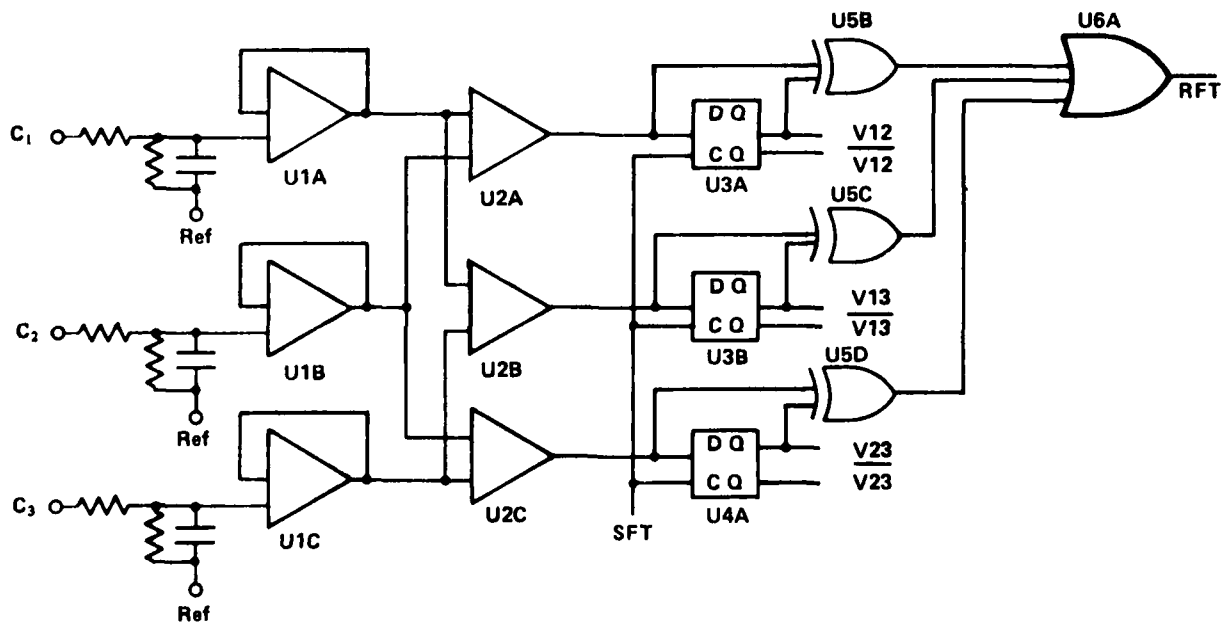 U5B
U6A
RFT
C1
U1A
U2A
D Q
C Q
U3A
V12
V12
U5C
Ref
C2
U1B
U2B
D Q
C Q
U3B
V13
V13
U5D
Ref
C3
U1C
U2C
D Q
C Q
U4A
V23
V23
SFT
Ref